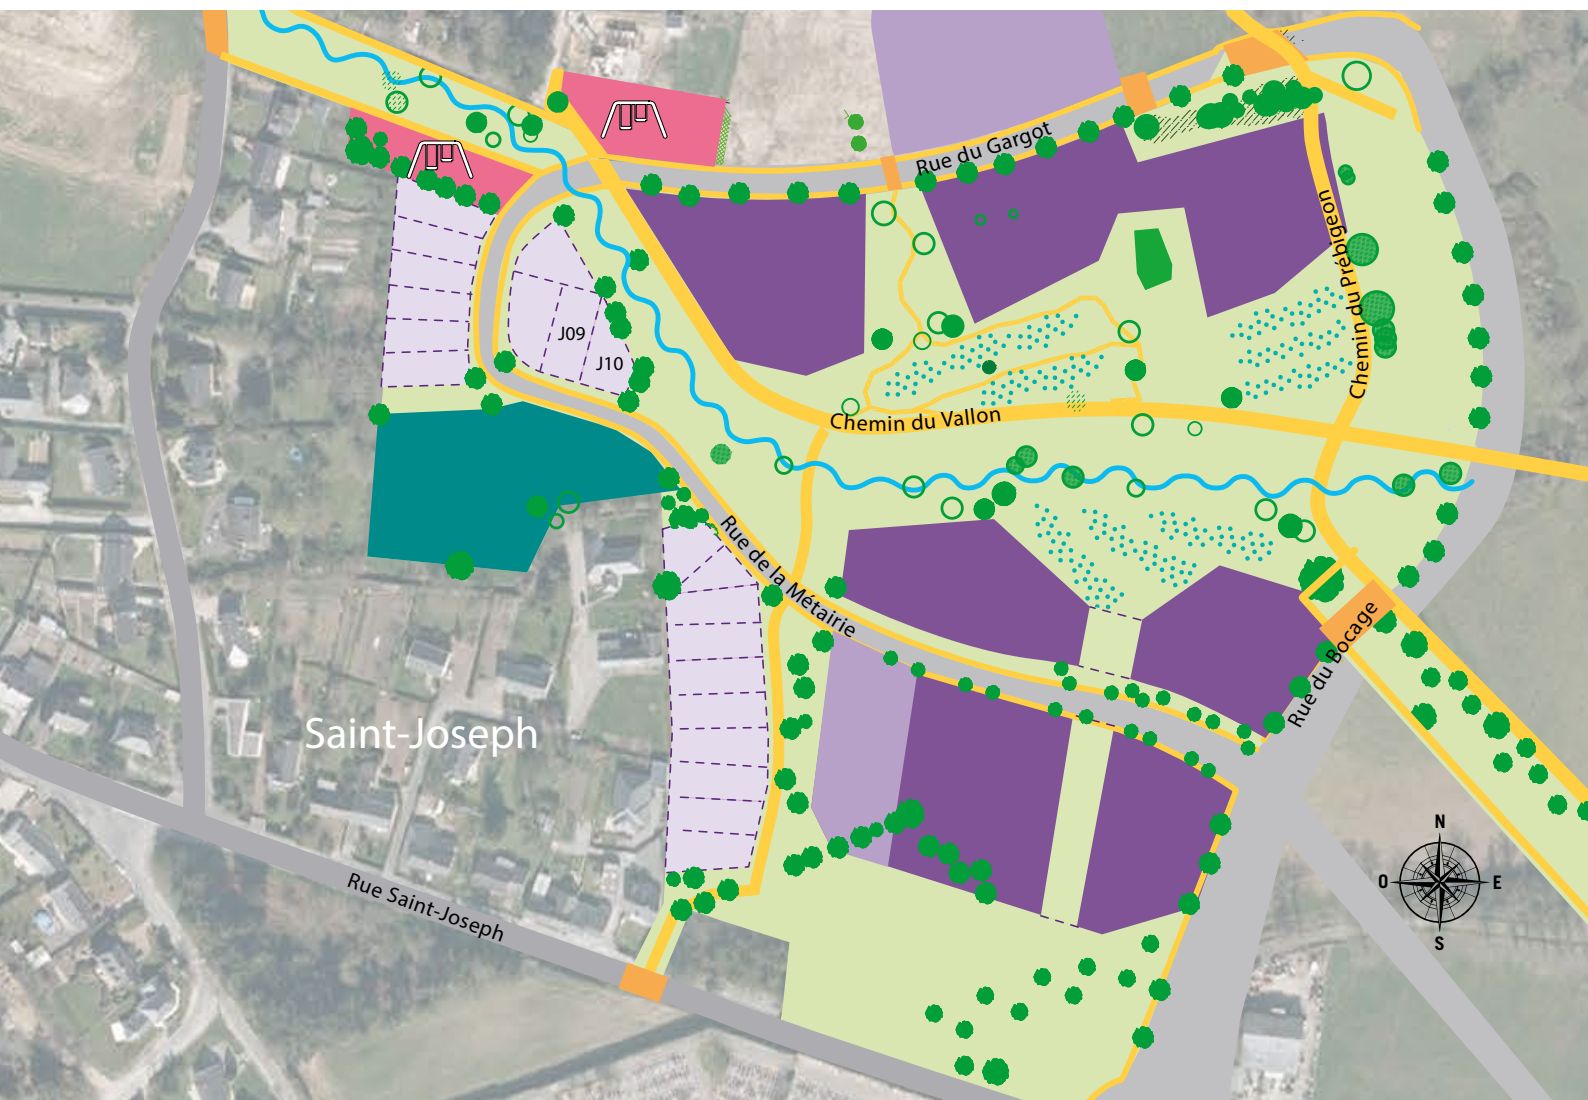 Rue du Gargot
Chemin du Prébigeon
J09
J10
Chemin du Vallon
Rue de la Métairie
Rue du Bocage
Saint-Joseph
Rue Saint-Joseph
N
O
E
S